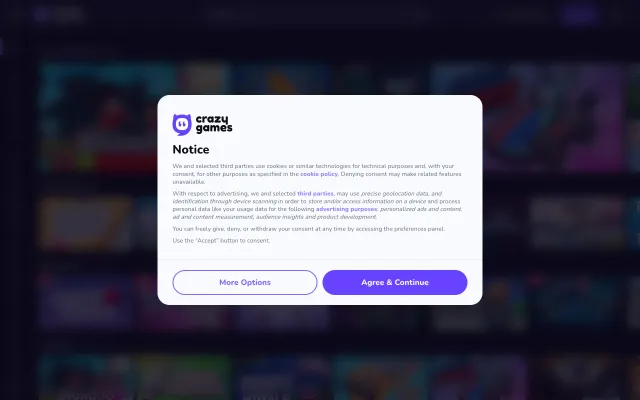 crazy
games
Notice
We and selected third parties use cookies or similar technologies for technical purposes and, with your
consent, for other purposes as specified in the cookie policy. Denying consent may make related features
unavailable.
With respect to advertising, we and selected third parties, may use precise geolocation data, and
identification through device scanning in order to store and/or access information on a device and process
personal data like your usage data for the following advertising purposes: personalized ads and content,
ad and content measurement, audience insights and product development.
You can freely give, deny, or withdraw your consent at any time by accessing the preferences panel.
Use the "Accept" button to consent.
More Options
Agree & Continue